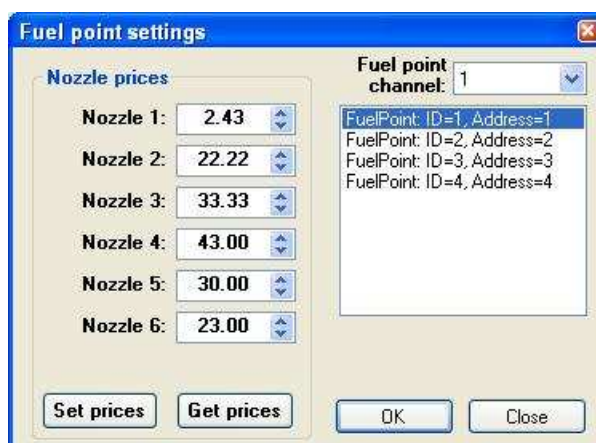 Fuel point settings
Nozzle prices
Nozzle 1: 2.43
Nozzle 2: 22.22
Nozzle 3: 33.33
Nozzle 4: 43.00
Nozzle 5: 30.00
Nozzle 6: 23.00
Set prices Get prices
Fuel point
channel: 1
FuelPoint: ID=1, Address=1
FuelPoint: ID=2, Address=2
FuelPoint: ID=3, Address=3
FuelPoint: ID=4, Address=4
OK Close